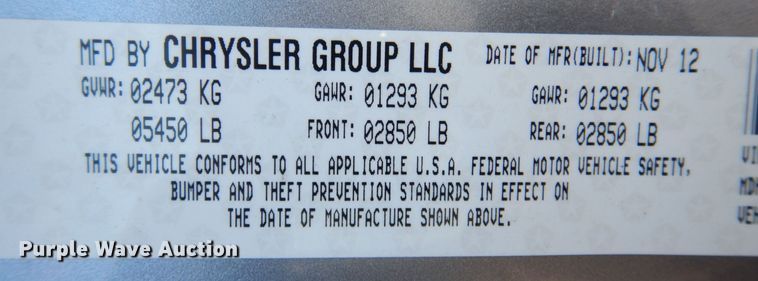 MFD BY CHRYSLER GROUP LLC DATE OF MFR(BUILT): NOV 12
GVWR: 02473 KG GAWR: 01293 KG GAWR: 01293 KG
05450 LB FRONT: 02850 LB REAR: 02850 LB
THIS VEHICLE CONFORMS TO ALL APPLICABLE U.S.A. FEDERAL MOTOR VEHICLE SAFETY,
BUMPER AND THEFT PREVENTION STANDARDS IN EFFECT ON
THE DATE OF MANUFACTURE SHOWN ABOVE.
Purple Wave Auction